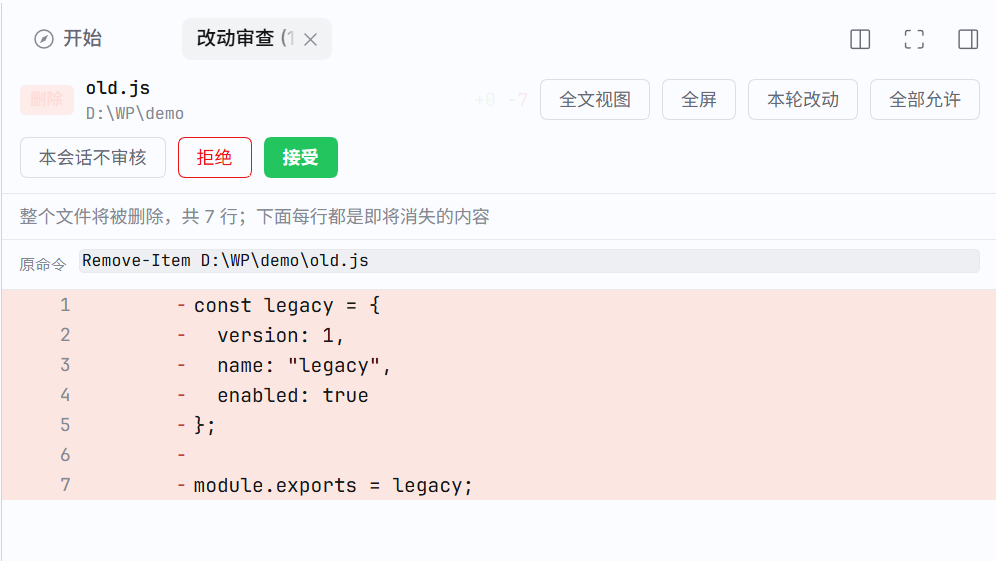 开始 改动审查 (1
删除 old.js +0 -7 全文视图 全屏 本轮改动 全部允许
D:\WP\demo
本会话不审核 拒绝 接受
整个文件将被删除，共 7 行；下面每行都是即将消失的内容
原命令 Remove-Item D:\WP\demo\old.js
1 - const legacy = {
2 -   version: 1,
3 -   name: "legacy",
4 -   enabled: true
5 - };
6 -
7 - module.exports = legacy;